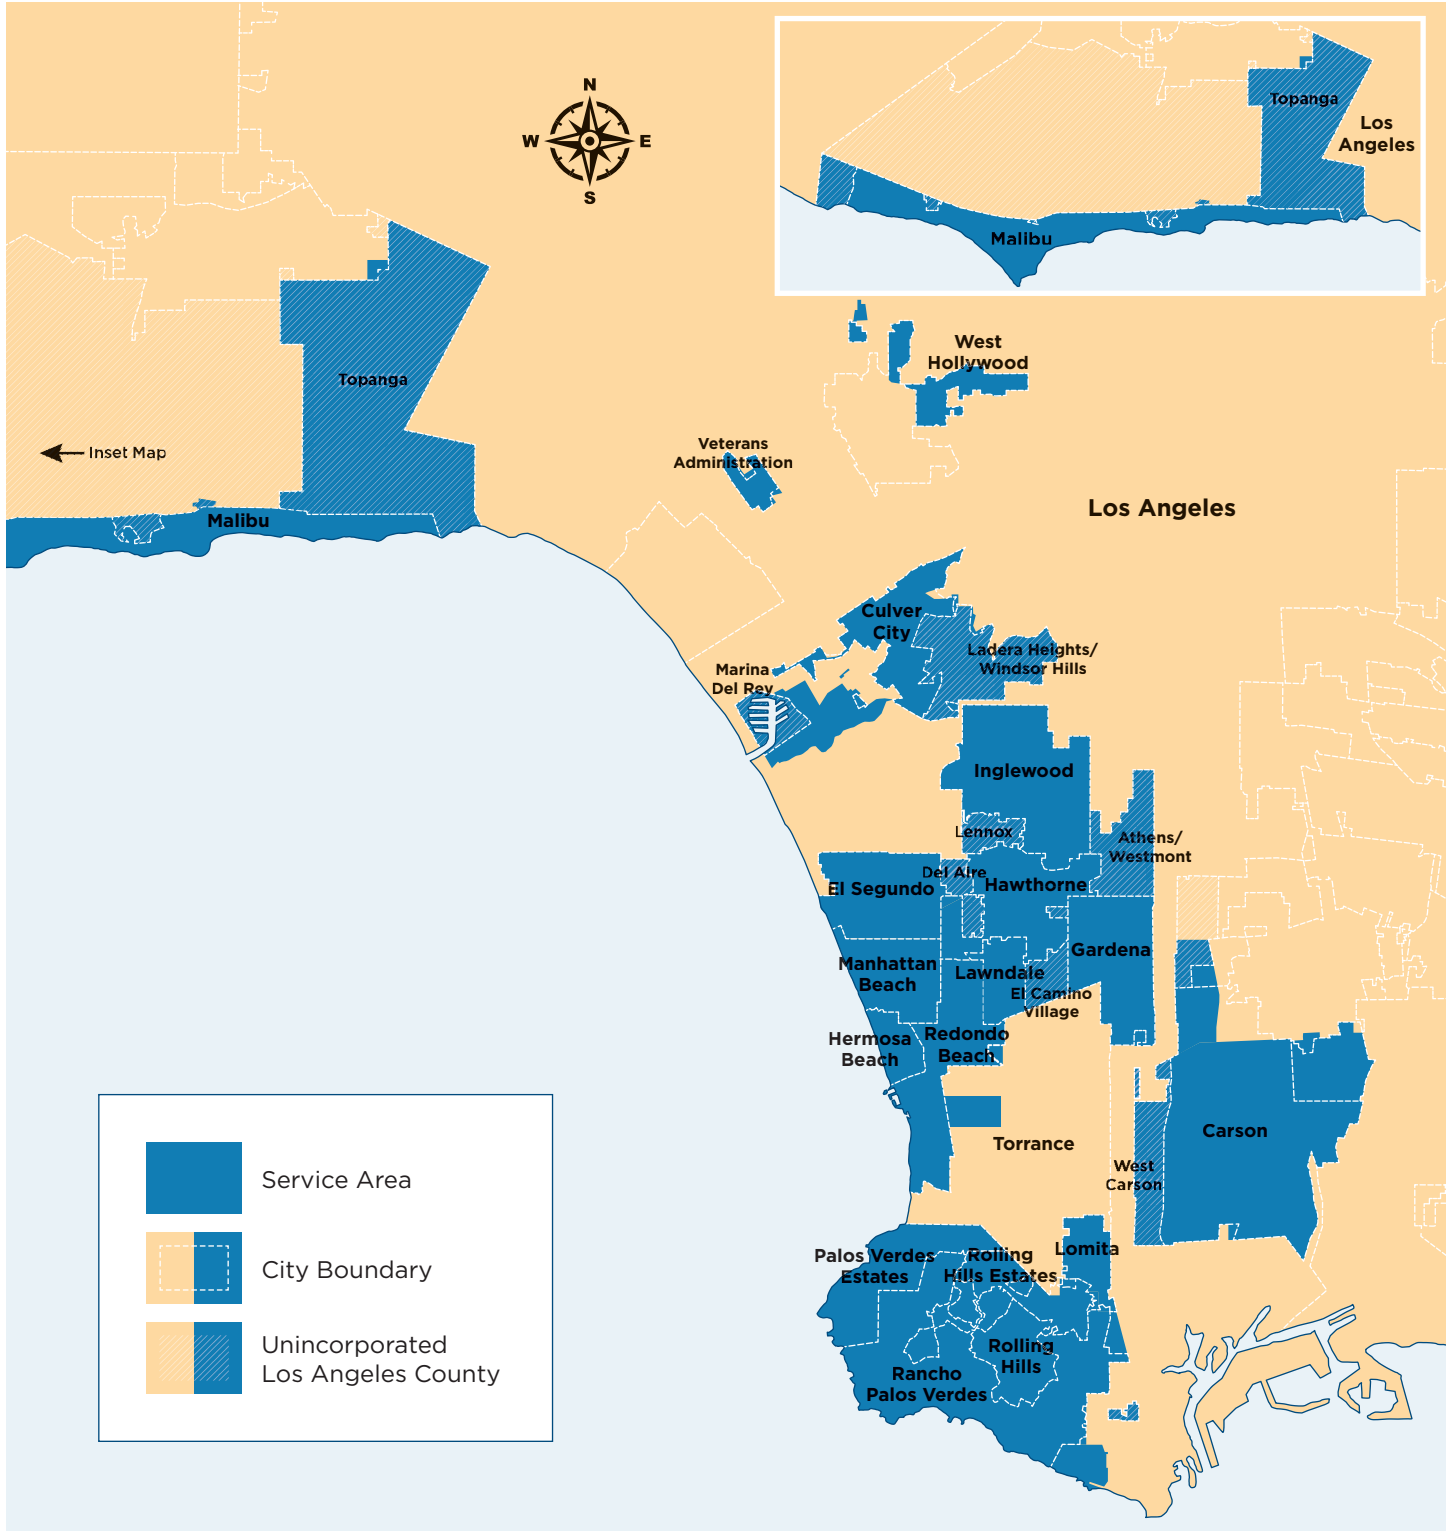 N
W
E
S
Topanga
Los
Angeles
Malibu
West
Hollywood
Topanga
Inset Map
Veterans
Administration
Los Angeles
Malibu
Culver
City
Ladera Heights/
Windsor Hills
Marina
Del Rey
Inglewood
Lennox
Athens/
Westmont
Del Aire
El Segundo
Hawthorne
Gardena
Manhattan
Beach
Lawndale
El Camino
Village
Hermosa
Beach
Redondo
Beach
Carson
Torrance
West
Carson
Palos Verdes
Estates
Rolling
Hills Estates
Lomita
Rolling
Hills
Rancho
Palos Verdes
Service Area
City Boundary
Unincorporated
Los Angeles County